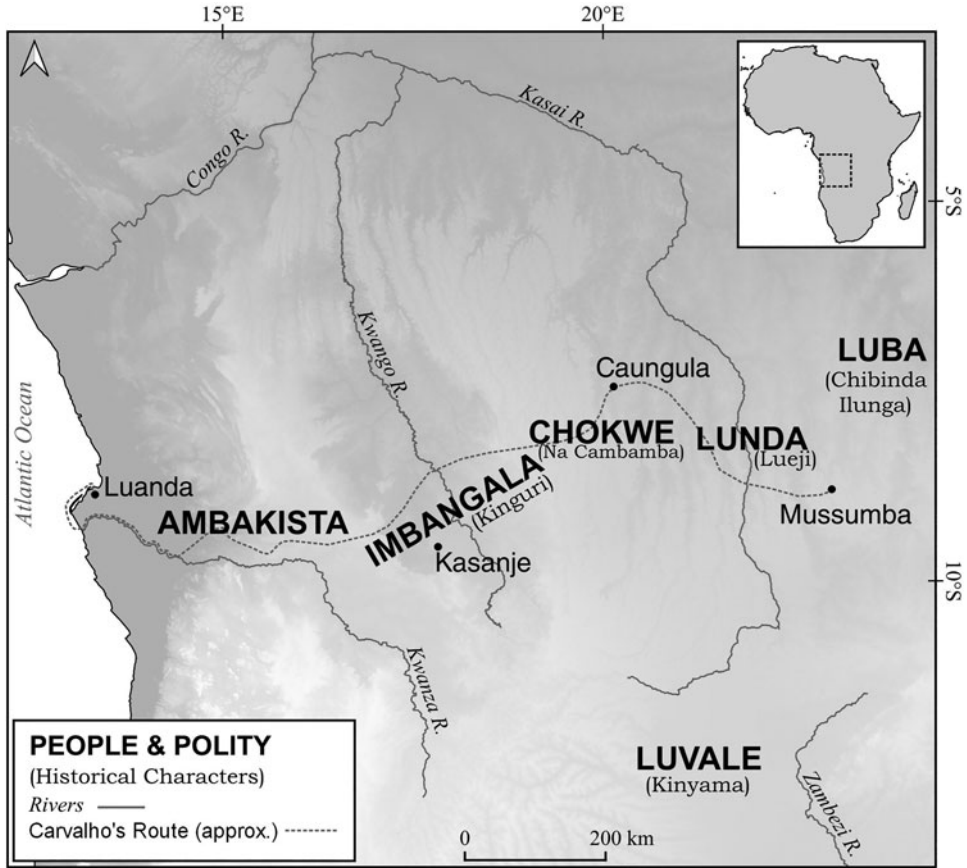 15°E
20°E
Kasai R.
Congo R.
5°S
Kwango R.
LUBA
(Chibinda
Ilunga)
Caungula
CHOKWE
(Na Cambamba)
LUNDA
(Lueji)
Atlantic Ocean
Luanda
AMBAKISTA
IMBANGALA
(Kinguri)
Mussumba
Kasanje
10°S
Kwanza R.
LUVALE
(Kinyama)
Zambezi R.
PEOPLE & POLITY
(Historical Characters)
Rivers
Carvalho's Route (approx.)
0 200 km